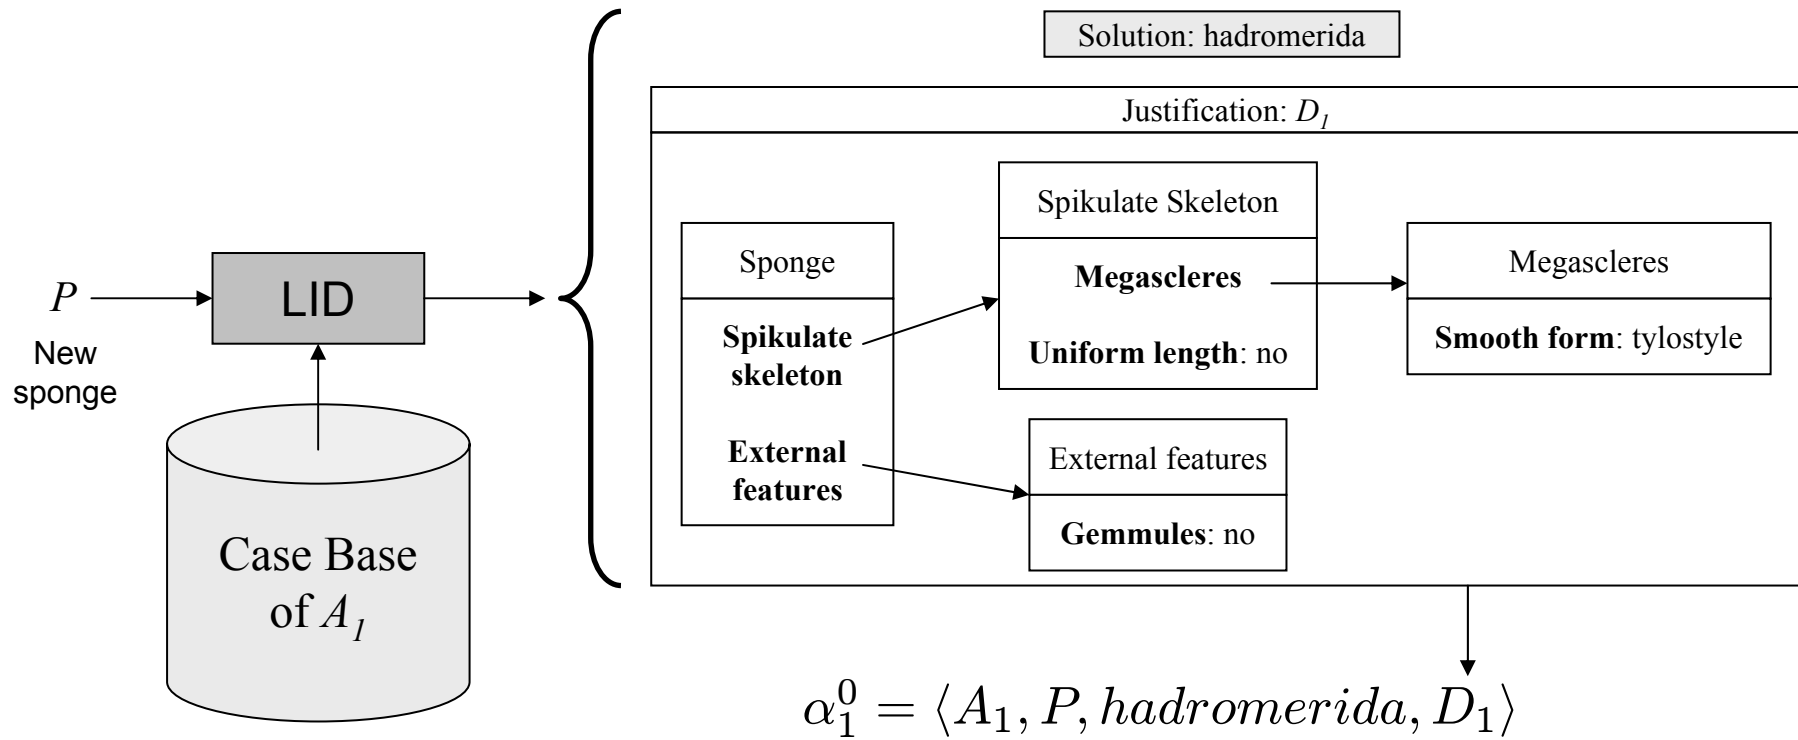 P
New
sponge
LID
Case Base
of A₁
Solution: hadromerida
Justification: D₁
Sponge
Spikulate
skeleton
External
features
Spikulate Skeleton
Megascleres
Uniform length: no
External features
Gemmules: no
Megascleres
Smooth form: tylostyle
α₁⁰ = ⟨A₁, P, hadromerida, D₁⟩